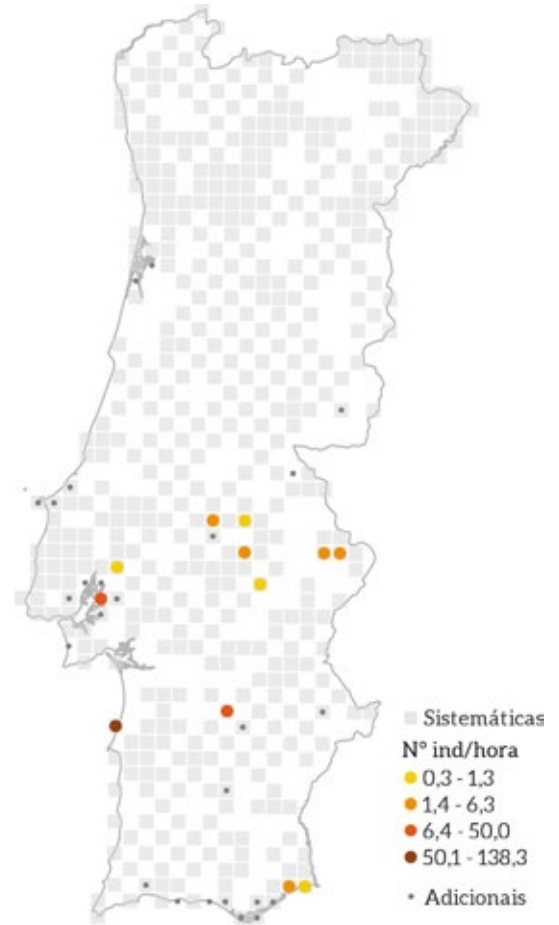 Sistemáticas
N° ind/hora
0,3 - 1,3
1,4 - 6,3
6,4 - 50,0
50,1 - 138,3
Adicionais